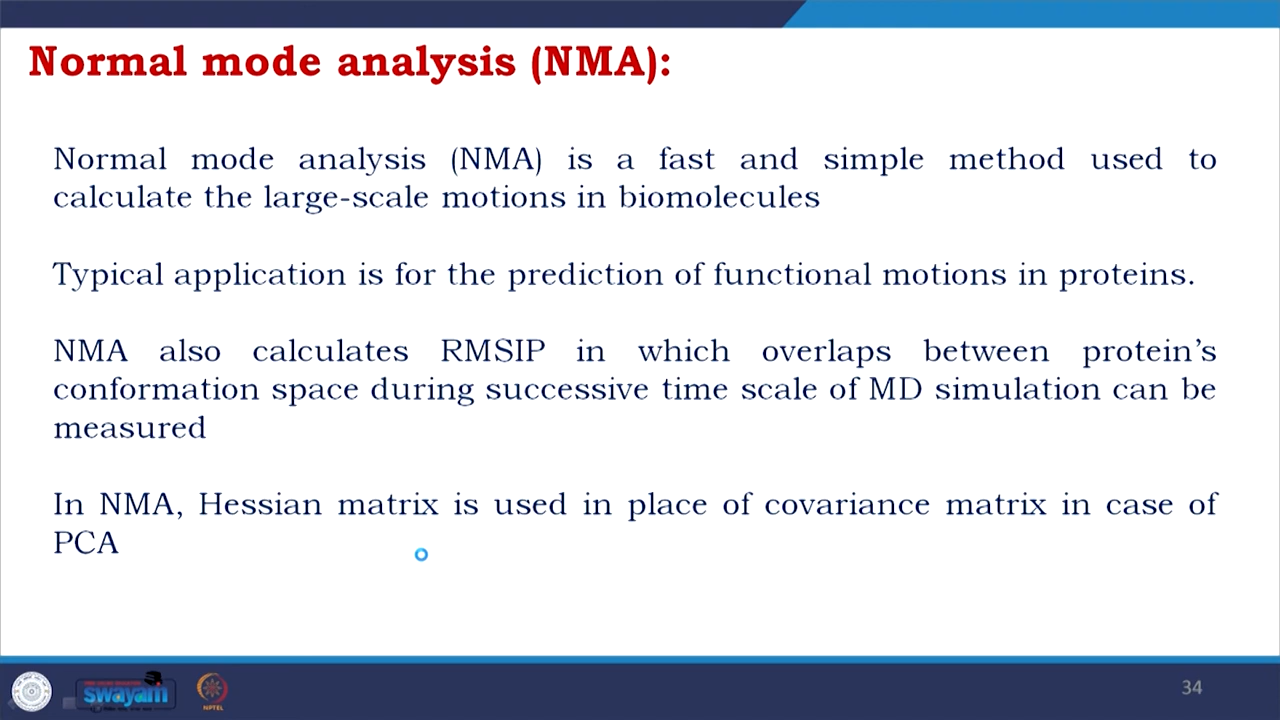 Normal mode analysis (NMA):
Normal mode analysis (NMA) is a fast and simple method used to
calculate the large-scale motions in biomolecules
Typical application is for the prediction of functional motions in proteins.
NMA also calculates RMSIP in which overlaps between protein’s
conformation space during successive time scale of MD simulation can be
measured
In NMA, Hessian matrix is used in place of covariance matrix in case of
PCA
swayam
NPTEL
34